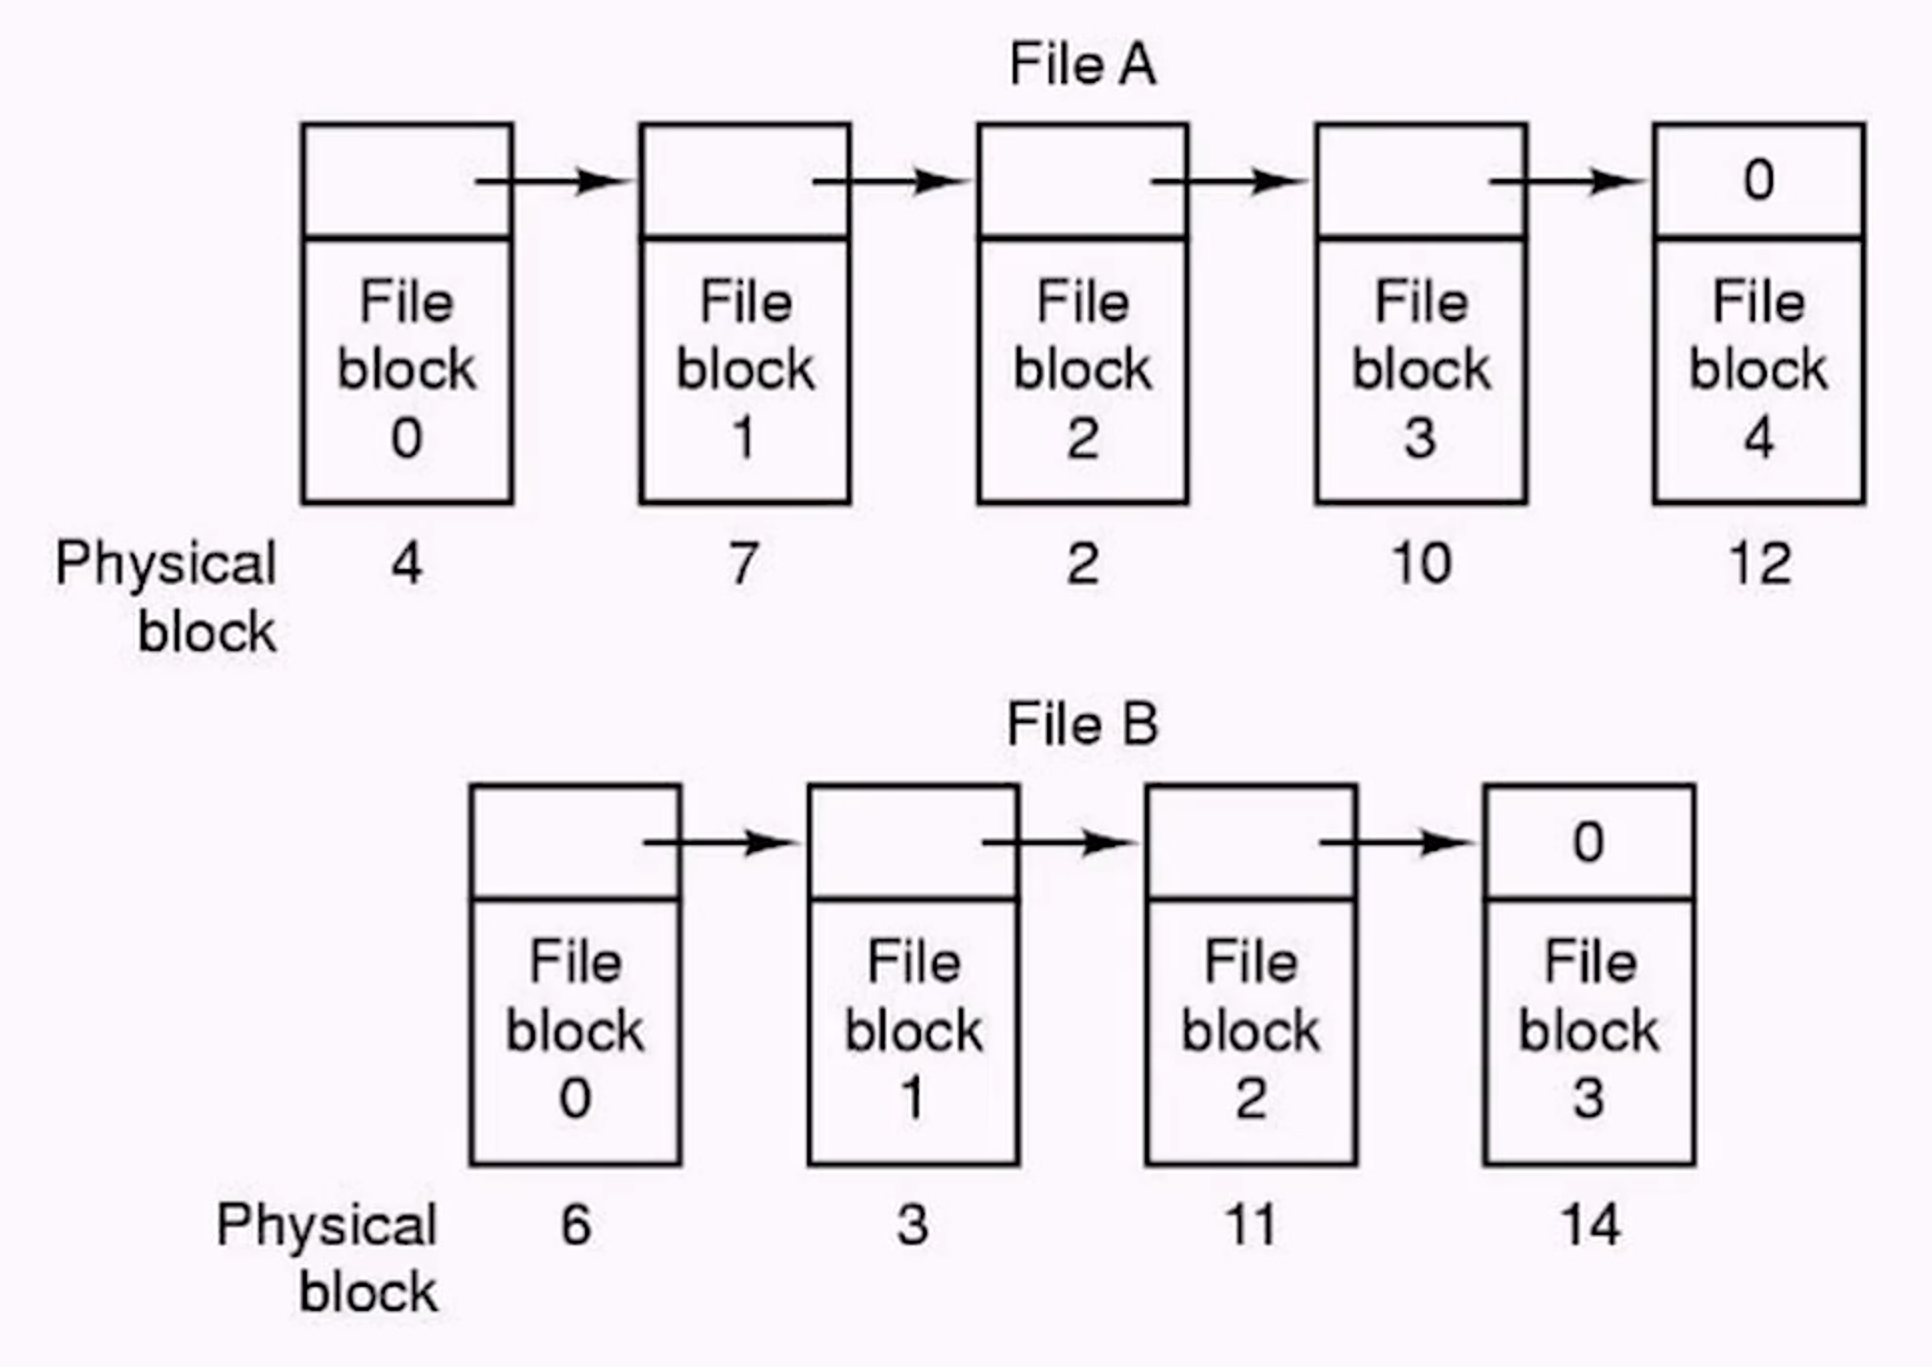 File A
0
File File File File File
block block block block block
0 1 2 3 4
Physical 4 7 2 10 12
block
File B
0
File File File File
block block block block
0 1 2 3
Physical 6 3 11 14
block